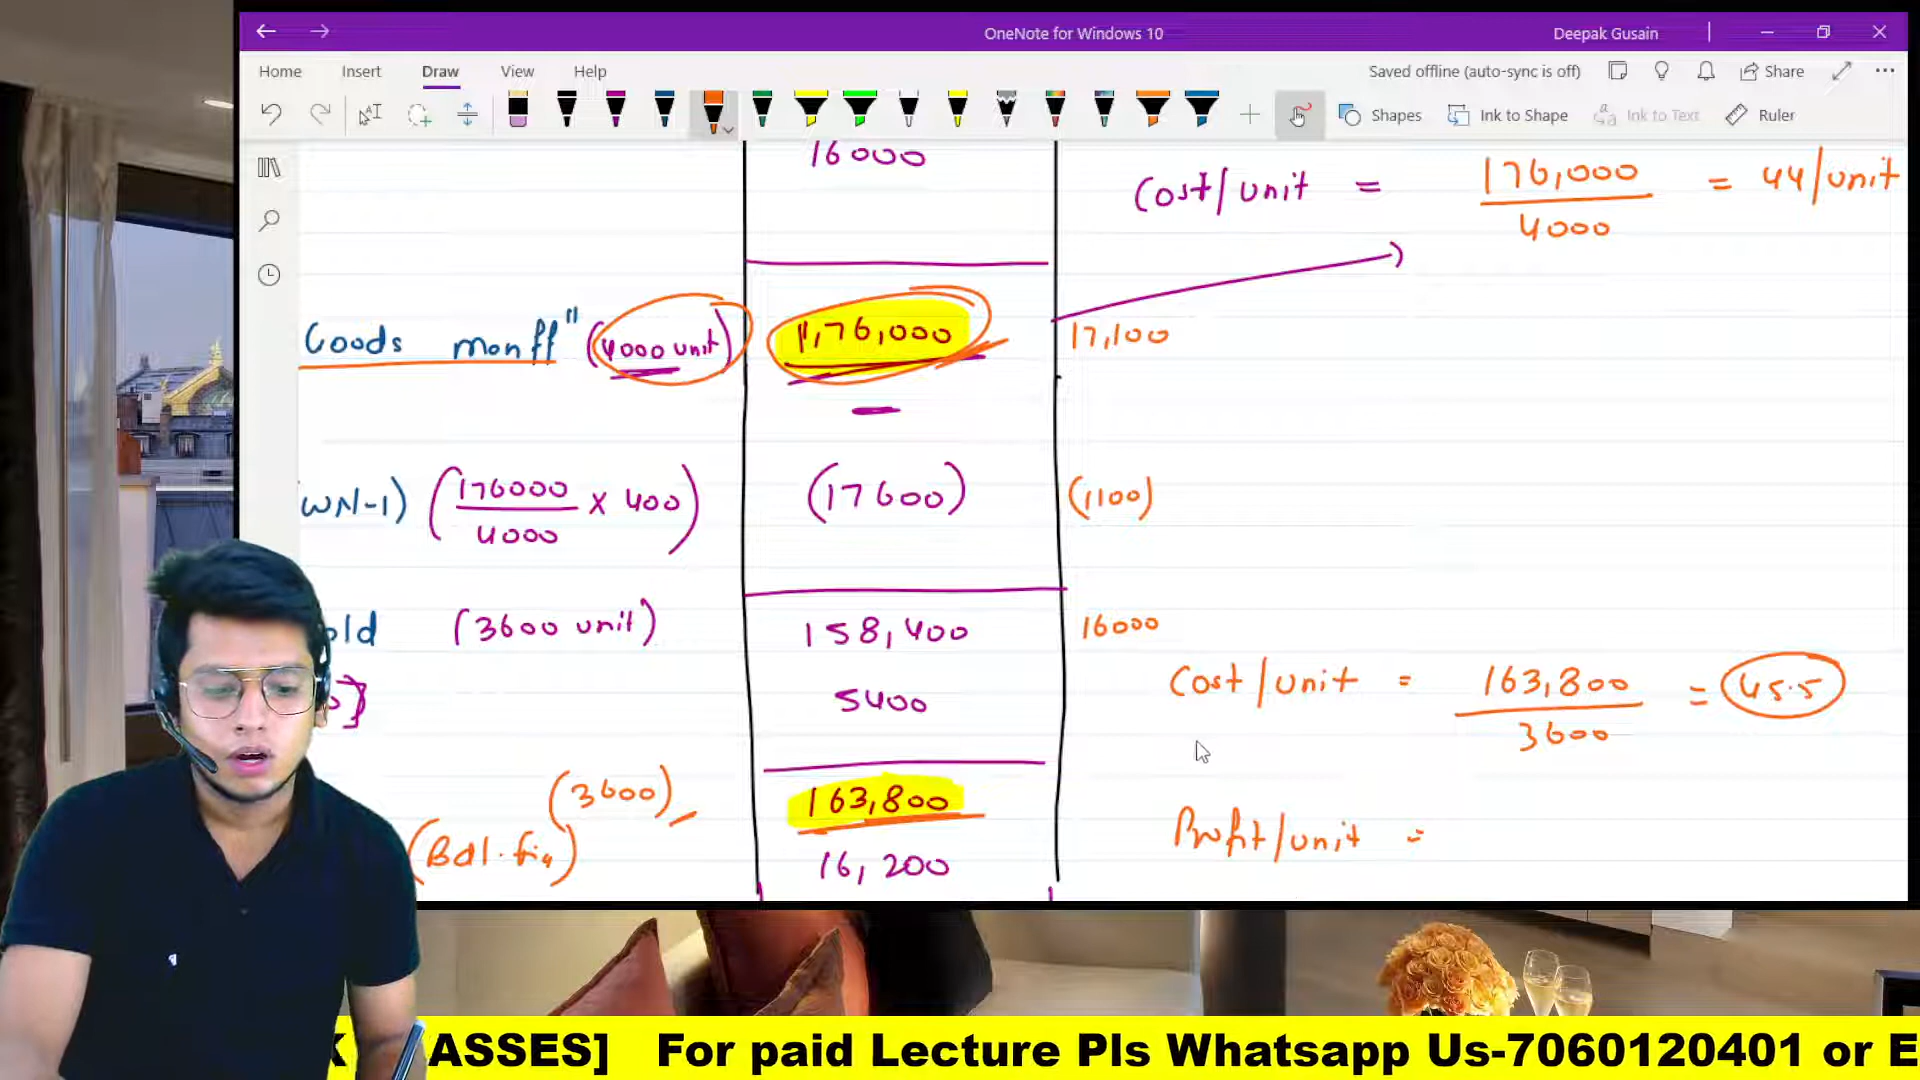 OneNote for Windows 10
Deepak Gusain
Home Insert Draw View Help
Saved offline (auto-sync is off)
Share
Shapes Ink to Shape Ink to Text Ruler
16000
Cost/unit = 176,000 / 4000 = 44/unit
Goods manff" (4000 unit) 1,76,000 17,100
WN-1) (176000 / 4000 x 400) (17600) (1100)
old (3600 unit) 158,400 16000
5400
Cost/unit = 163,800 / 3600 = 45.5
(3600) 163,800
(Bal. fig) 16,200
Profit/unit =
ASSES] For paid Lecture Pls Whatsapp Us-7060120401 or E